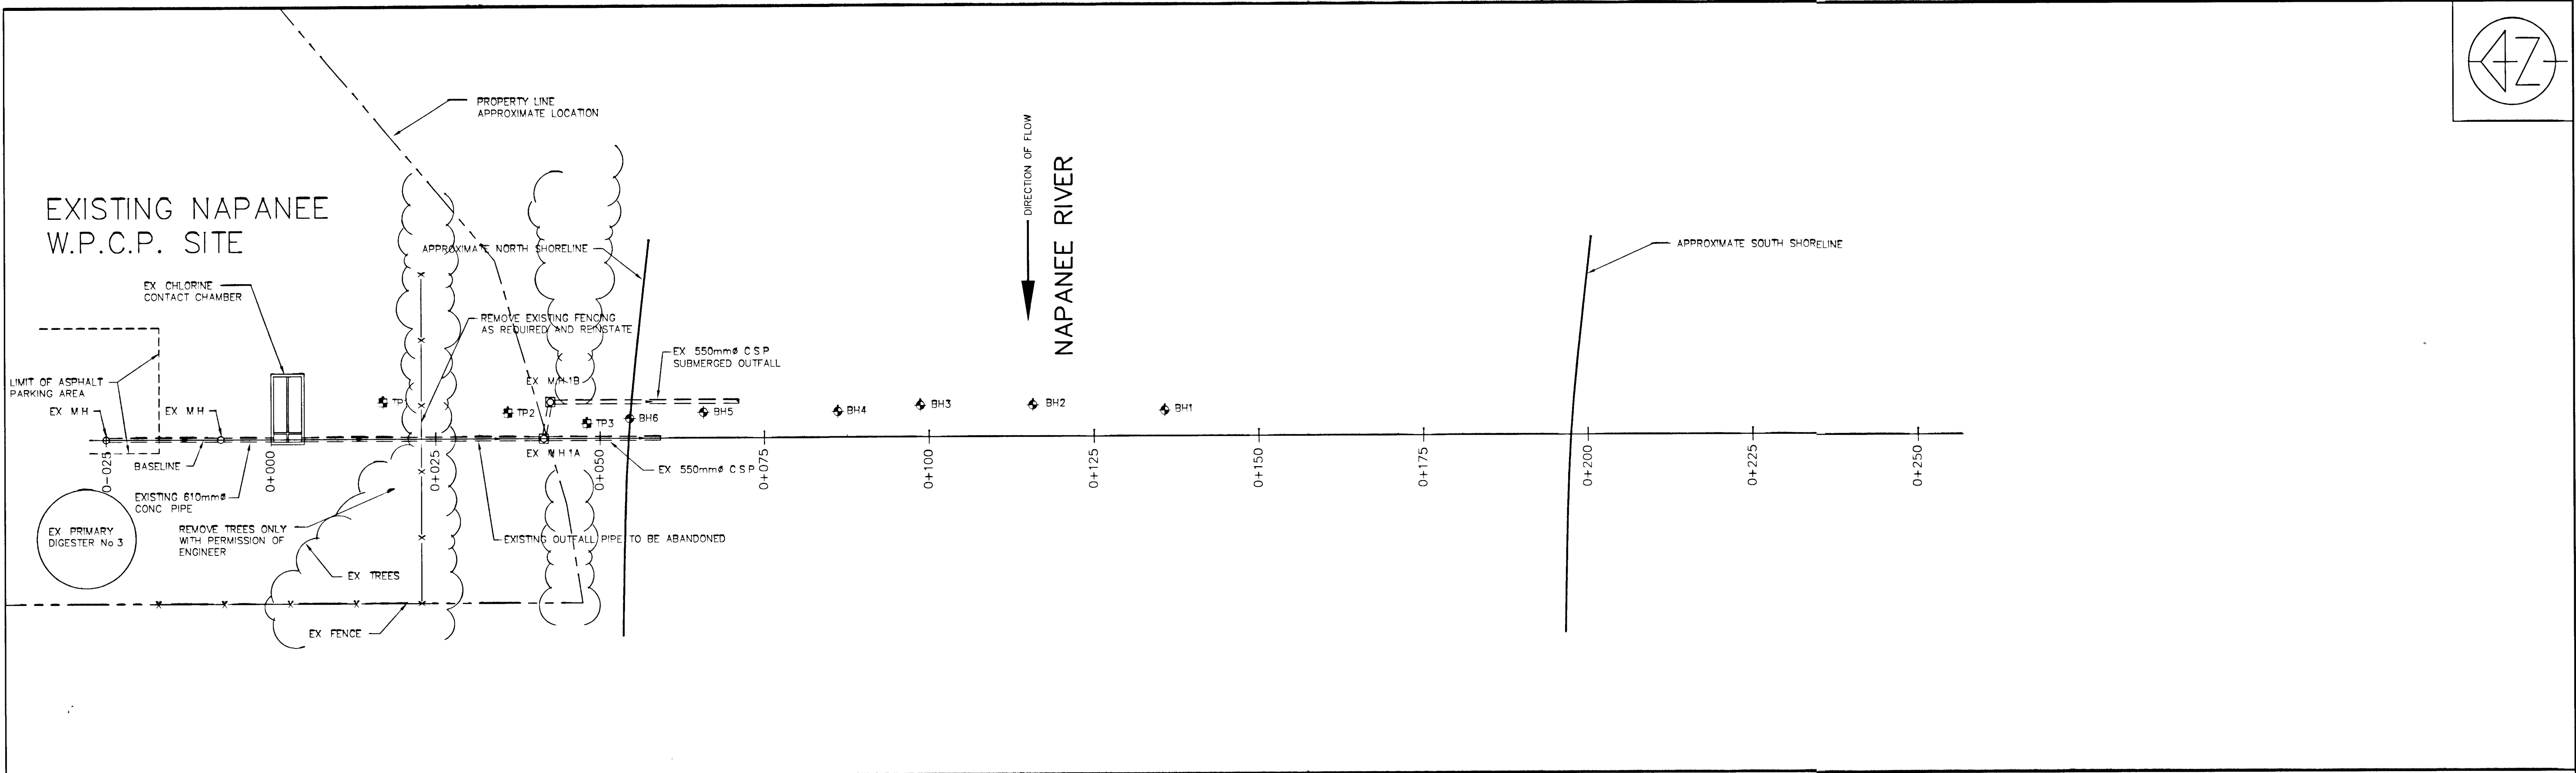 PROPERTY LINE
APPROXIMATE LOCATION
Z
DIRECTION OF FLOW
NAPANEE RIVER
EXISTING NAPANEE
W.P.C.P. SITE
APPROXIMATE NORTH SHORELINE
APPROXIMATE SOUTH SHORELINE
EX CHLORINE
CONTACT CHAMBER
REMOVE EXISTING FENCING
AS REQUIRED AND REINSTATE
EX 550mmø C S P
SUBMERGED OUTFALL
LIMIT OF ASPHALT
PARKING AREA
EX M H
EX M H
EX M H 1B
TP
TP2
TP3
BH6
BH5
BH4
BH3
BH2
BH1
BASELINE
EX M H 1A
EX 550mmø C S P
0-025
0+000
0+025
0+050
0+075
0+100
0+125
0+150
0+175
0+200
0+225
0+250
EXISTING 610mmø
CONC PIPE
EX PRIMARY
DIGESTER No 3
REMOVE TREES ONLY
WITH PERMISSION OF
ENGINEER
EXISTING OUTFALL PIPE TO BE ABANDONED
EX TREES
EX FENCE